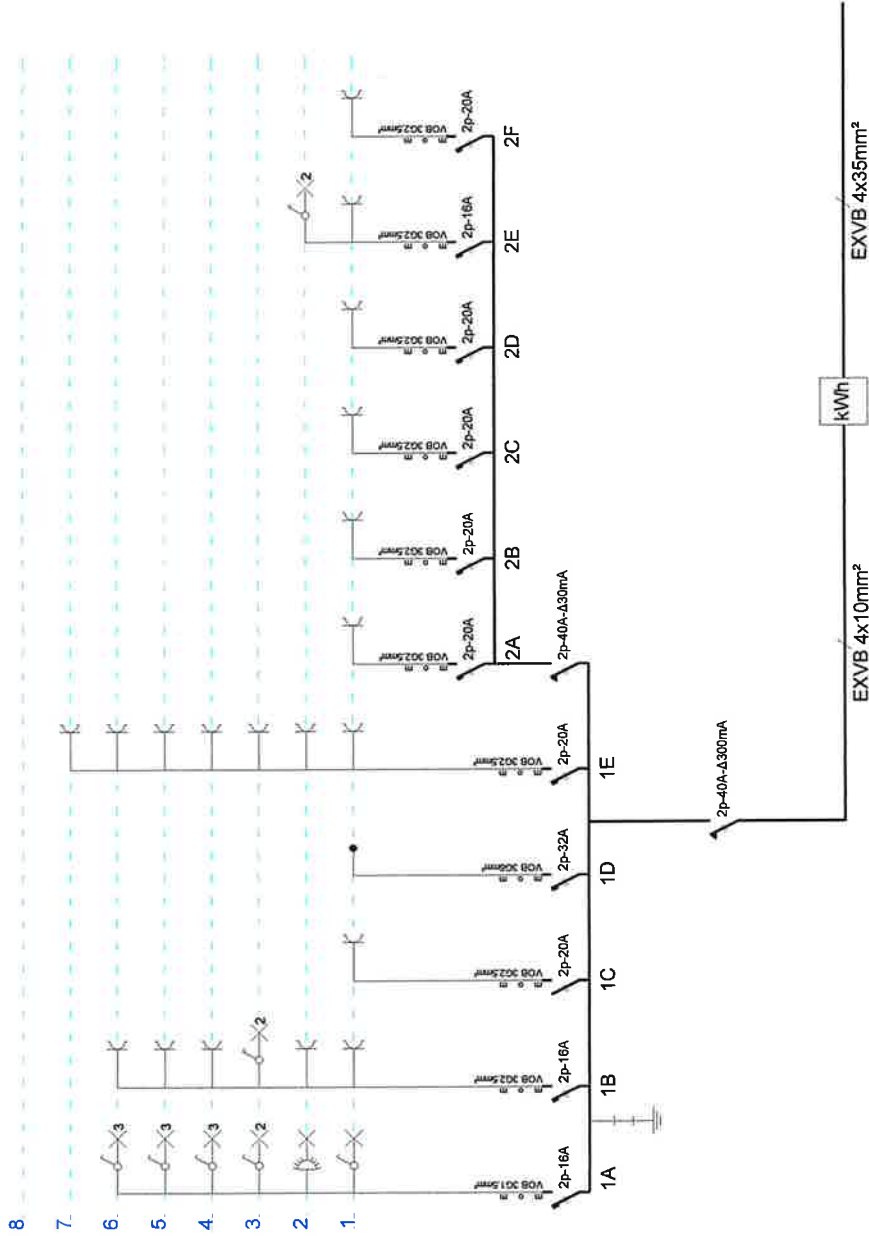 8
7
6
5
4
3
2
1
3
3
3
2
2
2
VOB 3G1.5mm²
VOB 3G2.5mm²
VOB 3G2.5mm²
VOB 3G6mm²
VOB 3G2.5mm²
VOB 3G2.5mm²
VOB 3G2.5mm²
VOB 3G2.5mm²
VOB 3G2.5mm²
VOB 3G2.5mm²
VOB 3G2.5mm²
2p-16A
2p-16A
2p-20A
2p-32A
2p-20A
2p-20A
2p-20A
2p-20A
2p-20A
2p-16A
2p-20A
1A
1B
1C
1D
1E
2A
2B
2C
2D
2E
2F
2p-40A-Δ30mA
2p-40A-Δ300mA
kWh
EXVB 4x10mm²
EXVB 4x35mm²